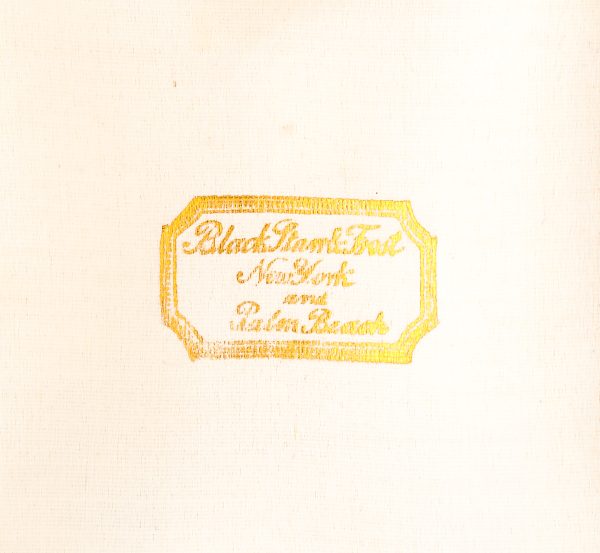 Black Starr & Frost
New York
and
Palm Beach